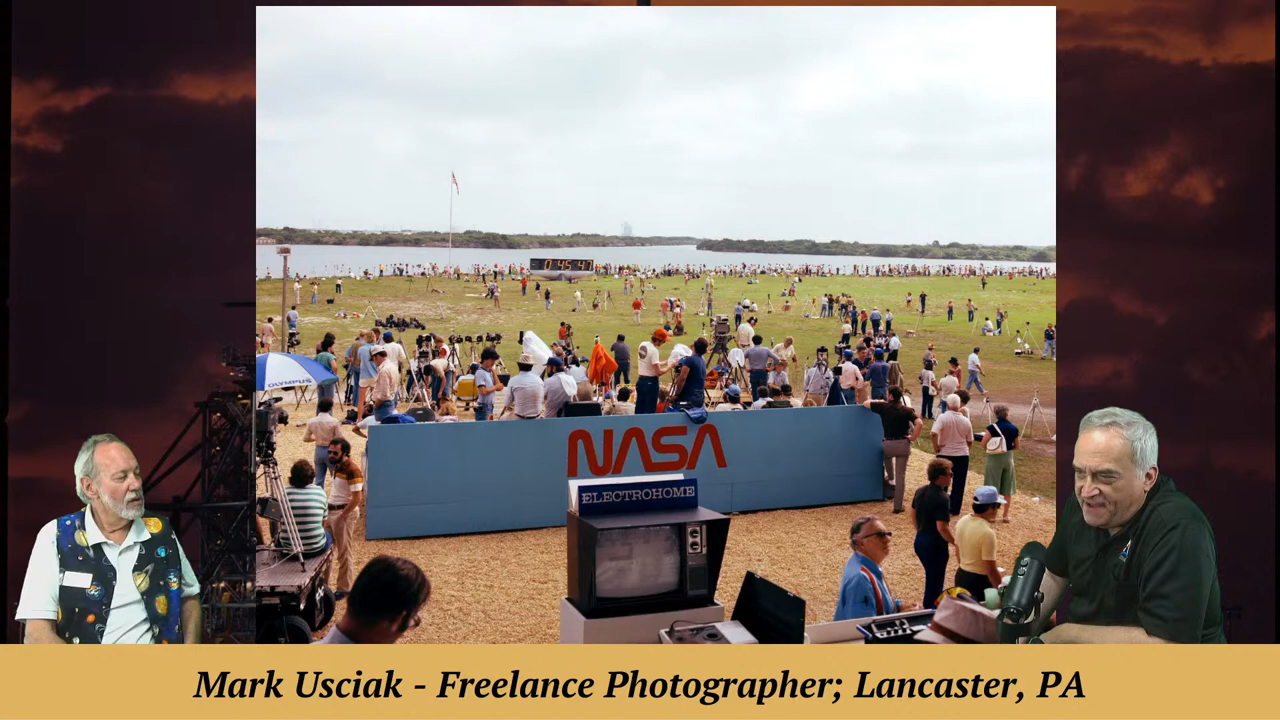 0:45:47
OLYMPUS
NASA
ELECTROHOME
Mark Usciak - Freelance Photographer; Lancaster, PA